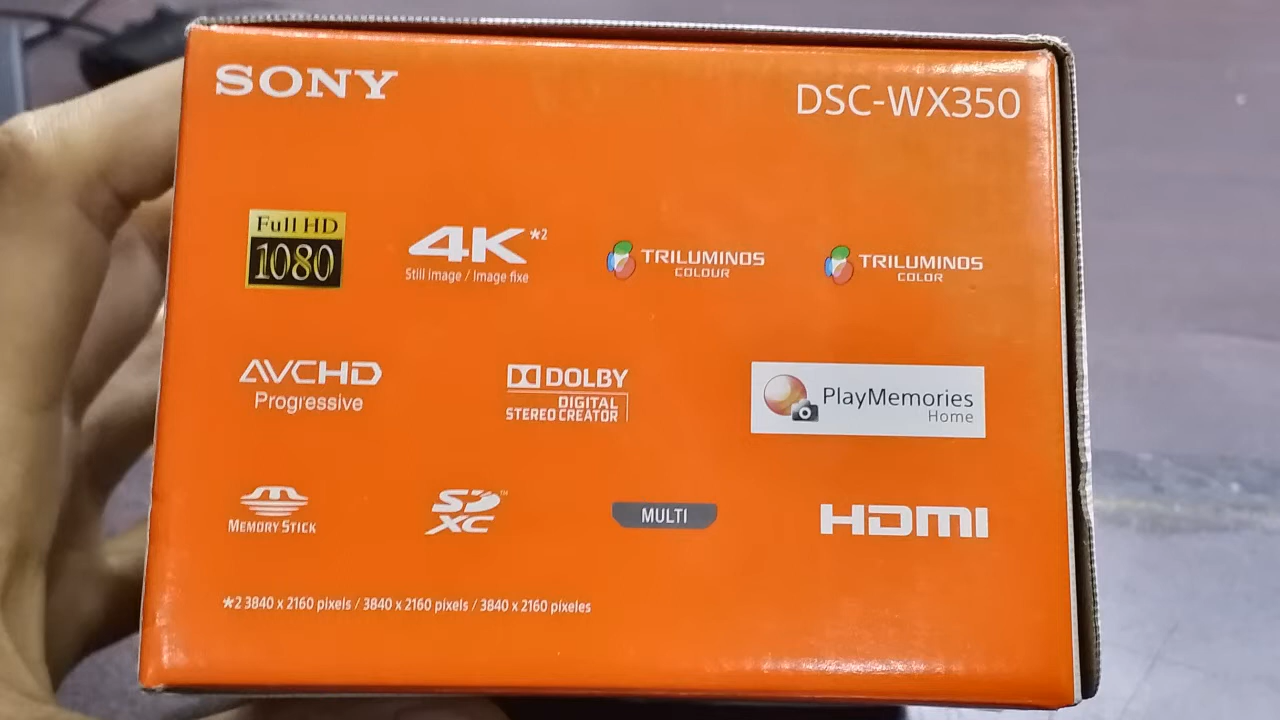 SONY
DSC-WX350
Full HD
1080
4K*2
Still image / Image fixe
TRILUMINOS
COLOUR
TRILUMINOS
COLOR
AVCHD
Progressive
DOLBY
DIGITAL
STEREO CREATOR
PlayMemories
Home
MEMORY STICK
SD
XC™
MULTI
HDMI
*2 3840 x 2160 pixels / 3840 x 2160 pixels / 3840 x 2160 píxeles